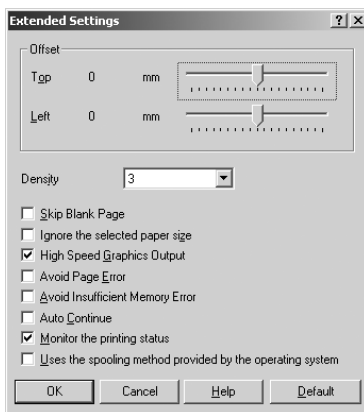 Extended Settings
Offset
Top 0 mm
Left 0 mm
Density 3
Skip Blank Page
Ignore the selected paper size
High Speed Graphics Output
Avoid Page Error
Avoid Insufficient Memory Error
Auto Continue
Monitor the printing status
Uses the spooling method provided by the operating system
OK Cancel Help Default